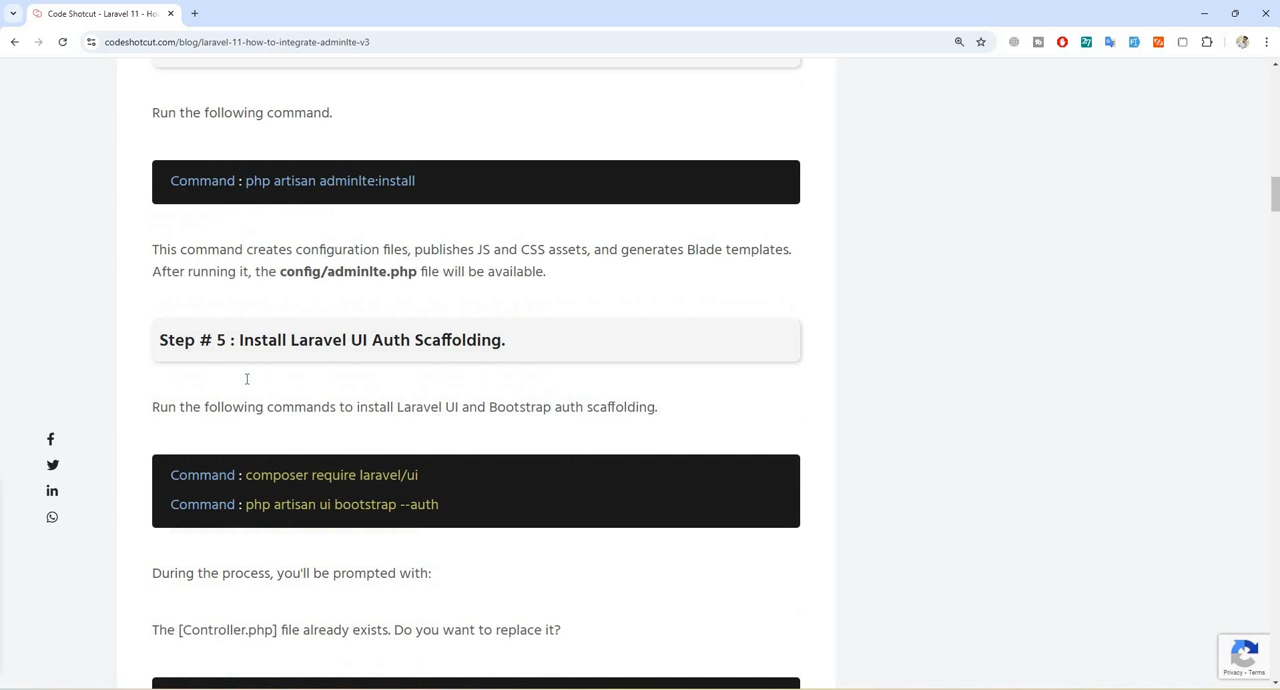 Code Shotcut - Laravel 11 - Ho
codeshotcut.com/blog/laravel-11-how-to-integrate-adminlte-v3
Run the following command.
Command : php artisan adminlte:install
This command creates configuration files, publishes JS and CSS assets, and generates Blade templates.
After running it, the config/adminlte.php file will be available.
Step # 5 : Install Laravel UI Auth Scaffolding.
Run the following commands to install Laravel UI and Bootstrap auth scaffolding.
Command : composer require laravel/ui
Command : php artisan ui bootstrap --auth
During the process, you'll be prompted with:
The [Controller.php] file already exists. Do you want to replace it?
Privacy - Terms